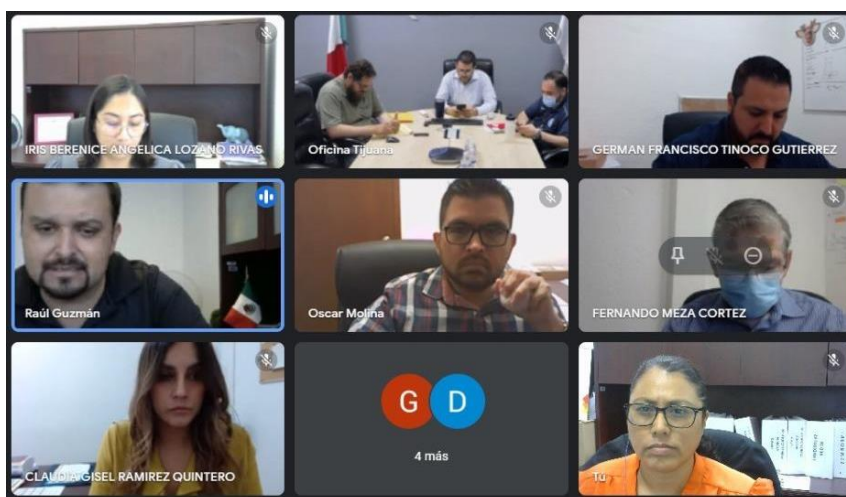 IRIS BERENICE ANGELICA LOZANO RIVAS
Oficina Tijuana
GERMAN FRANCISCO TINOCO GUTIERREZ
Raúl Guzmán
Oscar Molina
FERNANDO MEZA CORTEZ
CLAUDIA GISEL RAMIREZ QUINTERO
G D
4 más
Tú